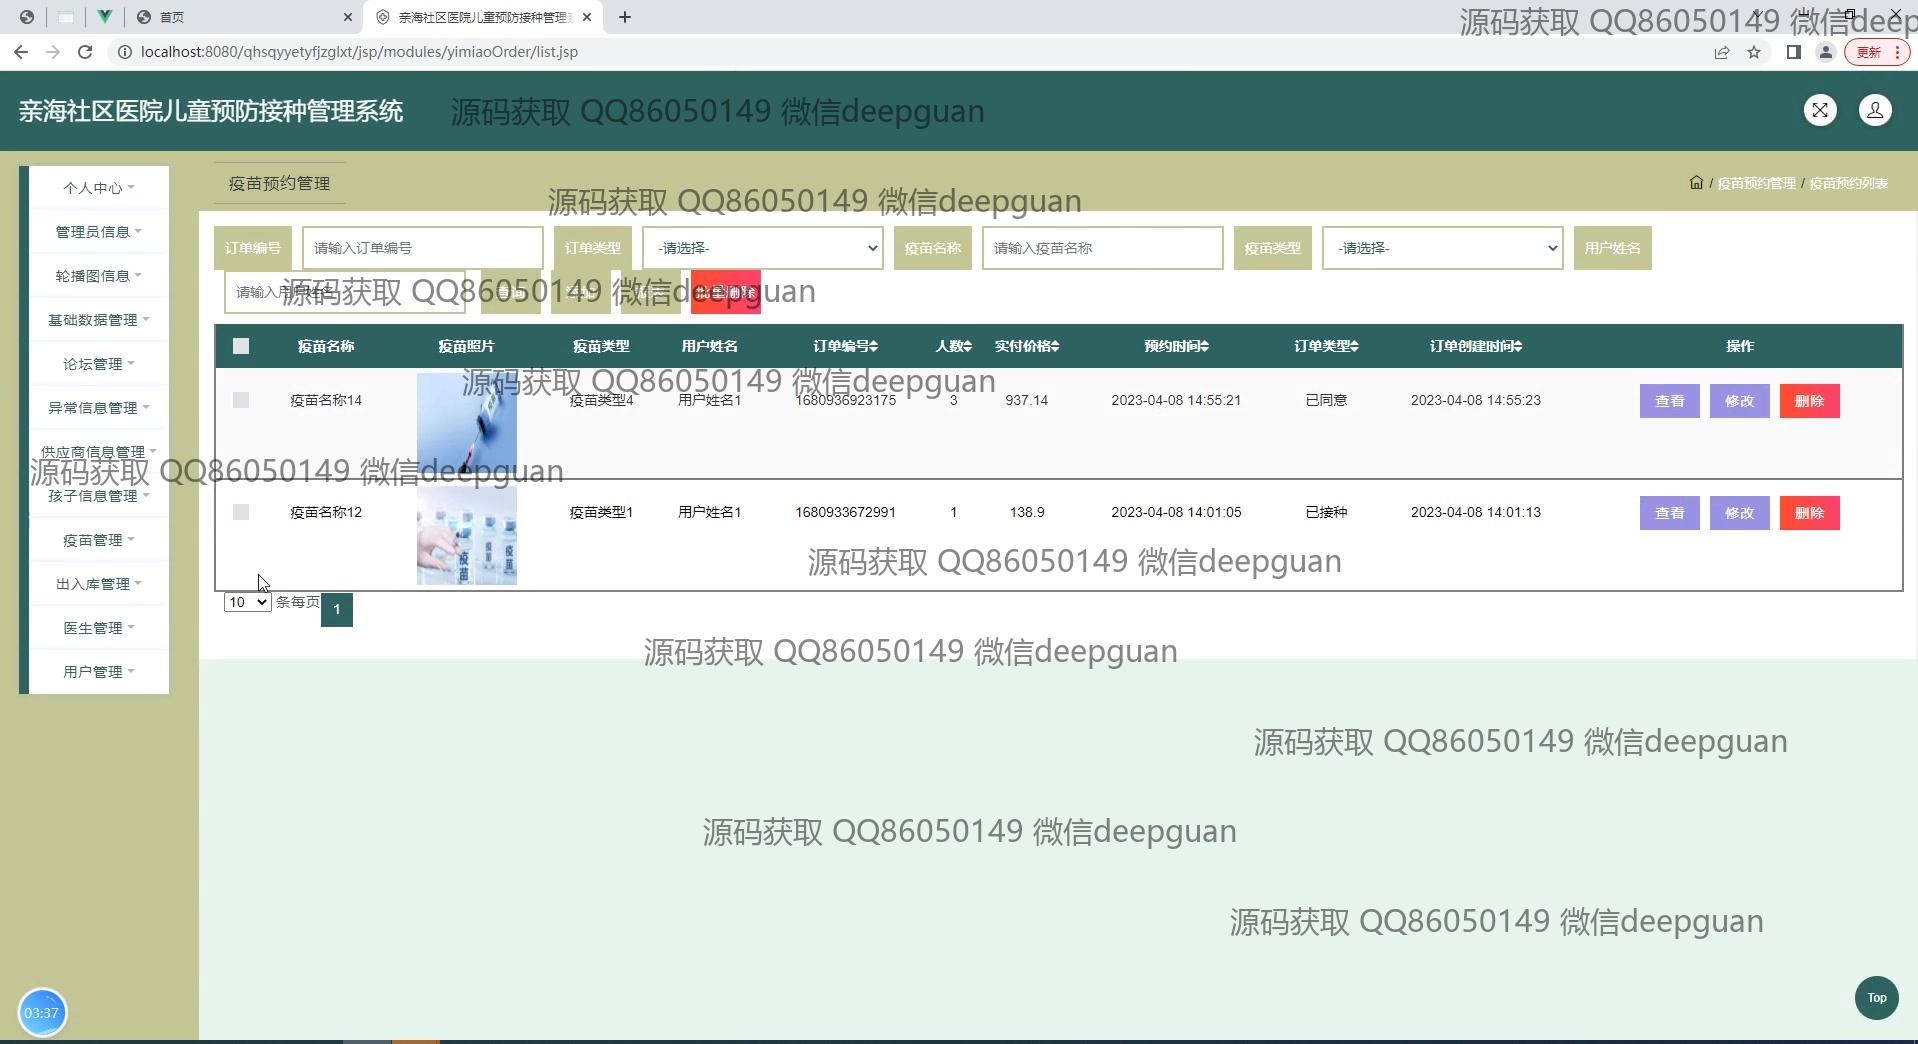 首页
亲海社区医院儿童预防接种管理系
源码获取 QQ86050149 微信deepguan
localhost:8080/qhsqyyetyfjzglxt/jsp/modules/yimiaoOrder/list.jsp
更新
亲海社区医院儿童预防接种管理系统
源码获取 QQ86050149 微信deepguan
个人中心
管理员信息
轮播图信息
基础数据管理
论坛管理
异常信息管理
供应商信息管理
孩子信息管理
疫苗管理
出入库管理
医生管理
用户管理
疫苗预约管理
/ 疫苗预约管理 / 疫苗预约列表
源码获取 QQ86050149 微信deepguan
订单编号 请输入订单编号 订单类型 -请选择- 疫苗名称 请输入疫苗名称 疫苗类型 -请选择- 用户姓名
请输入用户姓名 批量删除
源码获取 QQ86050149 微信deepguan
疫苗名称 疫苗照片 疫苗类型 用户姓名 订单编号 人数 实付价格 预约时间 订单类型 订单创建时间 操作
源码获取 QQ86050149 微信deepguan
疫苗名称14 疫苗类型4 用户姓名1 1680936923175 3 937.14 2023-04-08 14:55:21 已同意 2023-04-08 14:55:23 查看 修改 删除
源码获取 QQ86050149 微信deepguan
疫苗名称12 疫苗类型1 用户姓名1 1680933672991 1 138.9 2023-04-08 14:01:05 已接种 2023-04-08 14:01:13 查看 修改 删除
疫苗 疫苗 疫苗
源码获取 QQ86050149 微信deepguan
10 条每页 1
源码获取 QQ86050149 微信deepguan
源码获取 QQ86050149 微信deepguan
源码获取 QQ86050149 微信deepguan
源码获取 QQ86050149 微信deepguan
Top
03:37